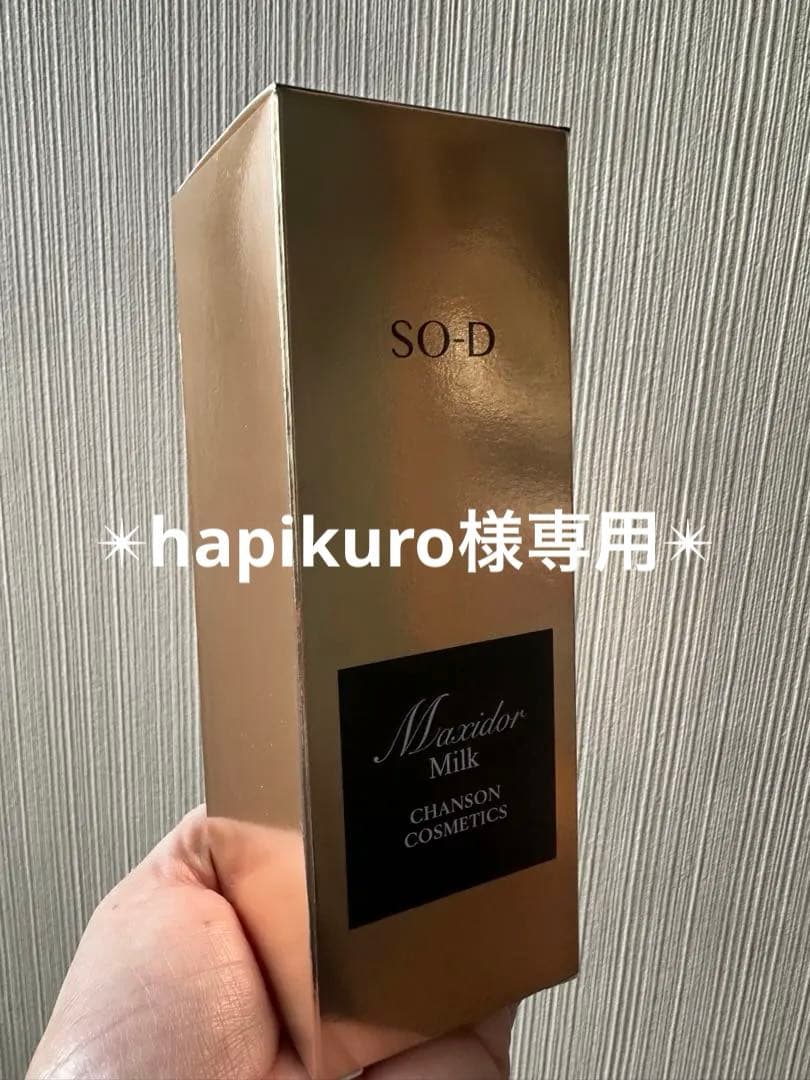 SO-D
✴hapikuro様専用✴
Maxidor
Milk
CHANSON
COSMETICS